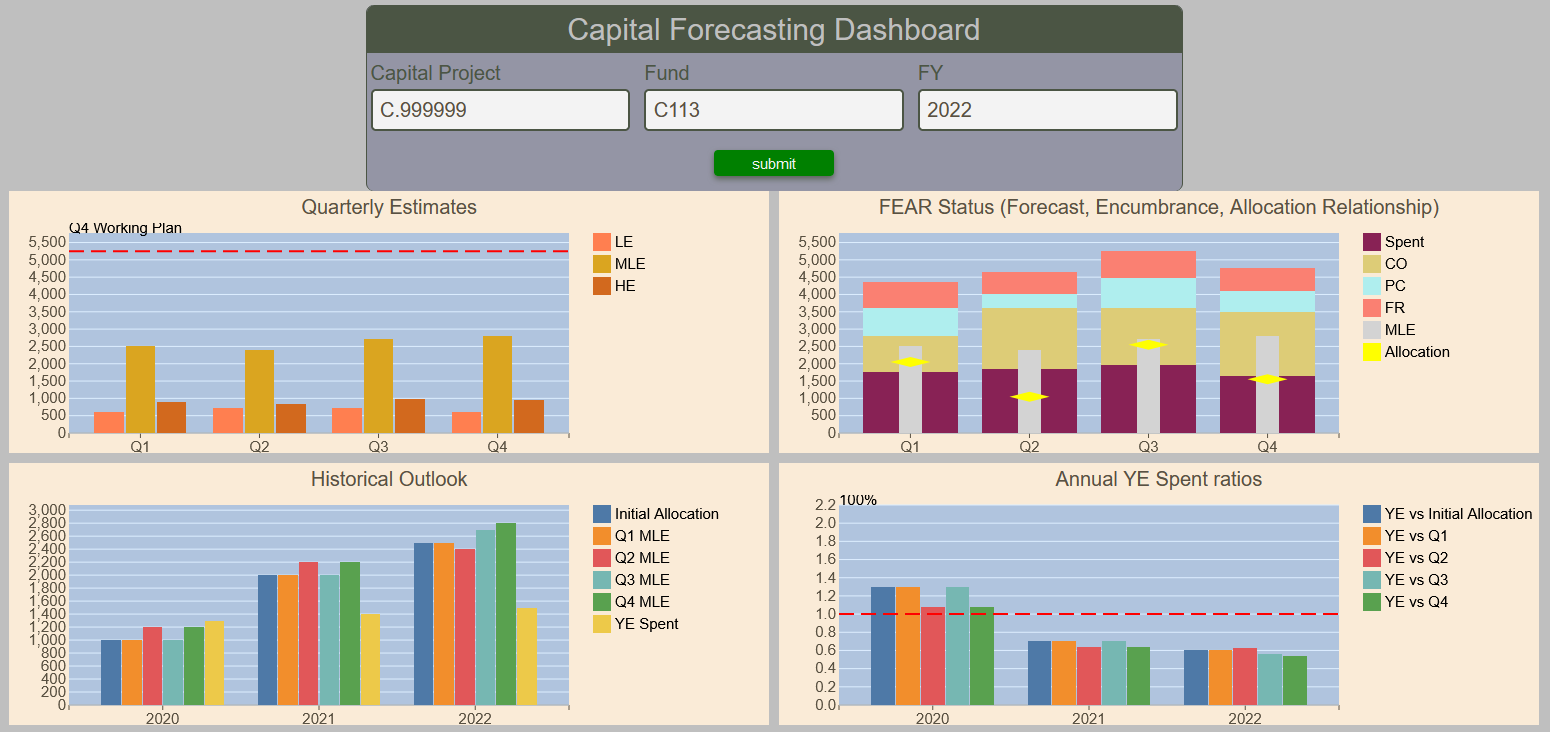 Capital Forecasting Dashboard
Capital Project Fund FY
C.999999 C113 2022
submit
Quarterly Estimates
Q4 Working Plan
5,500
5,000
4,500
4,000
3,500
3,000
2,500
2,000
1,500
1,000
500
0
Q1 Q2 Q3 Q4
LE
MLE
HE
FEAR Status (Forecast, Encumbrance, Allocation Relationship)
5,500
5,000
4,500
4,000
3,500
3,000
2,500
2,000
1,500
1,000
500
0
Q1 Q2 Q3 Q4
Spent
CO
PC
FR
MLE
Allocation
Historical Outlook
3,000
2,800
2,600
2,400
2,200
2,000
1,800
1,600
1,400
1,200
1,000
800
600
400
200
0
2020 2021 2022
Initial Allocation
Q1 MLE
Q2 MLE
Q3 MLE
Q4 MLE
YE Spent
Annual YE Spent ratios
100%
2.2
2.0
1.8
1.6
1.4
1.2
1.0
0.8
0.6
0.4
0.2
0.0
2020 2021 2022
YE vs Initial Allocation
YE vs Q1
YE vs Q2
YE vs Q3
YE vs Q4